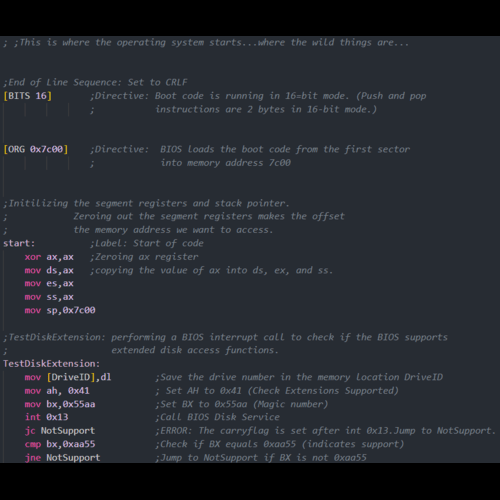 ; ;This is where the operating system starts...where the wild things are...
;End of Line Sequence: Set to CRLF
[BITS 16] ;Directive: Boot code is running in 16=bit mode. (Push and pop
; instructions are 2 bytes in 16-bit mode.)
[ORG 0x7c00] ;Directive: BIOS loads the boot code from the first sector
; into memory address 7c00
;Initilizing the segment registers and stack pointer.
; Zeroing out the segment registers makes the offset
; the memory address we want to access.
start: ;Label: Start of code
xor ax,ax ;Zeroing ax register
mov ds,ax ;copying the value of ax into ds, ex, and ss.
mov es,ax
mov ss,ax
mov sp,0x7c00
;TestDiskExtension: performing a BIOS interrupt call to check if the BIOS supports
; extended disk access functions.
TestDiskExtension:
mov [DriveID],dl ;Save the drive number in the memory location DriveID
mov ah, 0x41 ; Set AH to 0x41 (Check Extensions Supported)
mov bx,0x55aa ;Set BX to 0x55aa (Magic number)
int 0x13 ;Call BIOS Disk Service
jc NotSupport ;ERROR: The carryflag is set after int 0x13.Jump to NotSupport.
cmp bx,0xaa55 ;Check if BX equals 0xaa55 (indicates support)
jne NotSupport ;Jump to NotSupport if BX is not 0xaa55